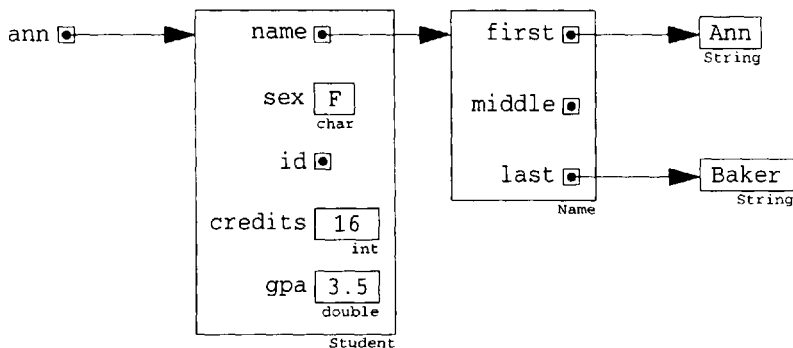 ann
name
first
Ann
String
sex F
char
middle
id
last
Baker
String
Name
credits 16
int
gpa 3.5
double
Student